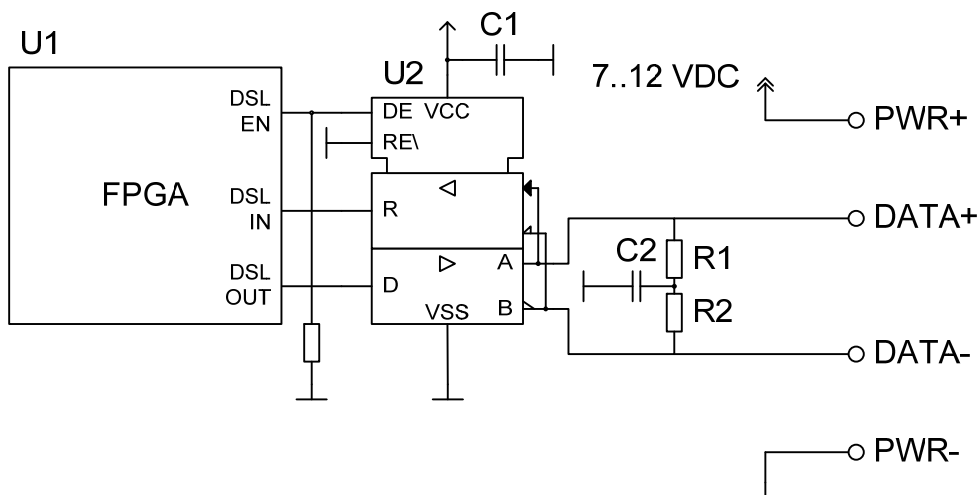 U1
C1
7..12 VDC
U2
DSL
EN
DE VCC
RE\
PWR+
FPGA
DSL
IN
R
DATA+
A
C2
R1
DSL
OUT
D
B
VSS
R2
DATA-
PWR-